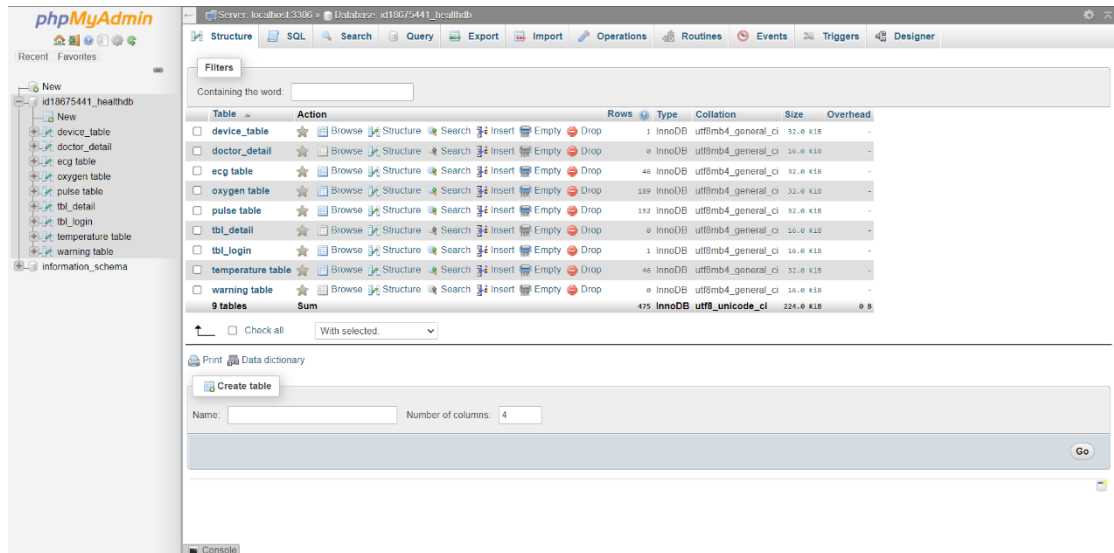 phpMyAdmin
Recent Favorites
New
id18675441_healthdb
New
device_table
doctor_detail
ecg table
oxygen table
pulse table
tbl_detail
tbl_login
temperature table
warning table
information_schema
Server: localhost:3306 » Database: id18675441_healthdb
Structure SQL Search Query Export Import Operations Routines Events Triggers Designer
Filters
Containing the word:
Table Action Rows Type Collation Size Overhead
device_table Browse Structure Search Insert Empty Drop 1 InnoDB utf8mb4_general_ci 32.0 KiB -
doctor_detail Browse Structure Search Insert Empty Drop 0 InnoDB utf8mb4_general_ci 16.0 KiB -
ecg table Browse Structure Search Insert Empty Drop 46 InnoDB utf8mb4_general_ci 32.0 KiB -
oxygen table Browse Structure Search Insert Empty Drop 189 InnoDB utf8mb4_general_ci 32.0 KiB -
pulse table Browse Structure Search Insert Empty Drop 192 InnoDB utf8mb4_general_ci 32.0 KiB -
tbl_detail Browse Structure Search Insert Empty Drop 0 InnoDB utf8mb4_general_ci 16.0 KiB -
tbl_login Browse Structure Search Insert Empty Drop 1 InnoDB utf8mb4_general_ci 16.0 KiB -
temperature table Browse Structure Search Insert Empty Drop 46 InnoDB utf8mb4_general_ci 32.0 KiB -
warning table Browse Structure Search Insert Empty Drop 0 InnoDB utf8mb4_general_ci 16.0 KiB -
9 tables Sum 475 InnoDB utf8_unicode_ci 224.0 KiB 0 B
Check all With selected:
Print Data dictionary
Create table
Name: Number of columns: 4
Go
Console